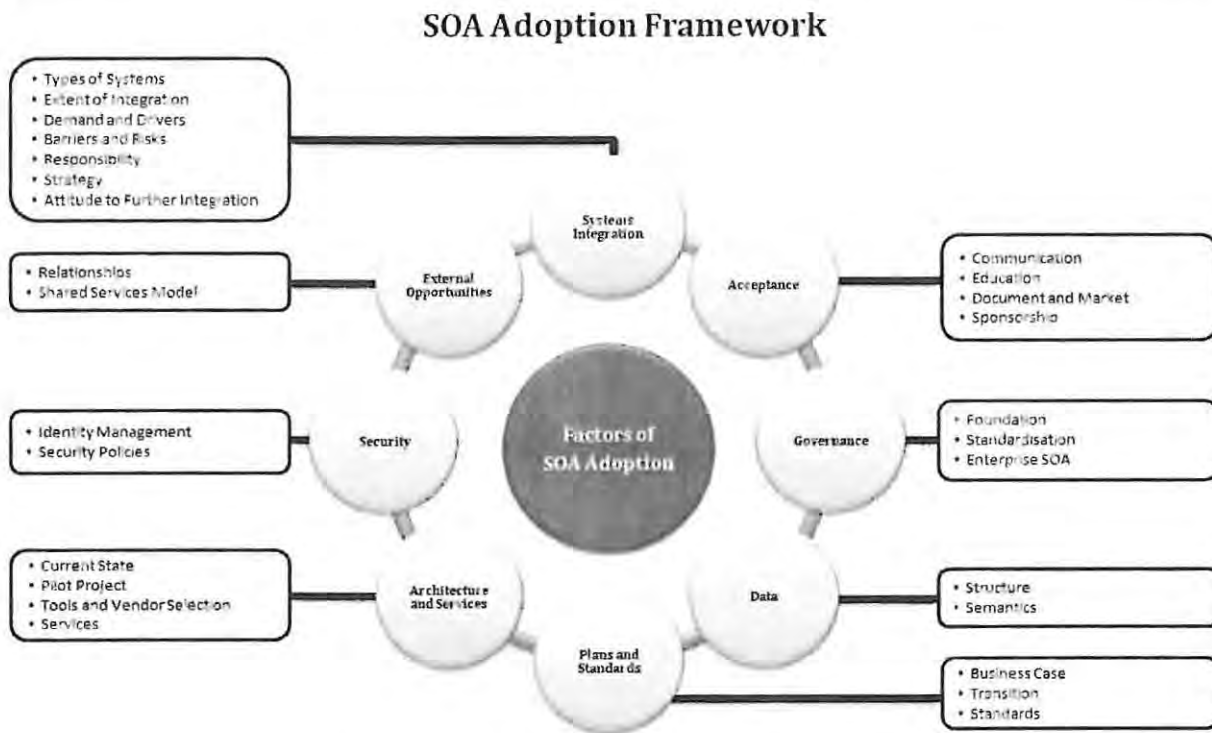 SOA Adoption Framework
• Types of Systems
• Extent of Integration
• Demand and Drivers
• Barriers and Risks
• Responsibility
• Strategy
• Attitude to Further Integration
Systems
Integration
• Relationships
• Shared Services Model
External
Opportunities
Acceptance
• Communication
• Education
• Document and Market
• Sponsorship
• Identity Management
• Security Policies
Security
Factors of
SOA Adoption
Governance
• Foundation
• Standardisation
• Enterprise SOA
• Current State
• Pilot Project
• Tools and Vendor Selection
• Services
Architecture
and Services
Data
• Structure
• Semantics
Plans and
Standards
• Business Case
• Transition
• Standards